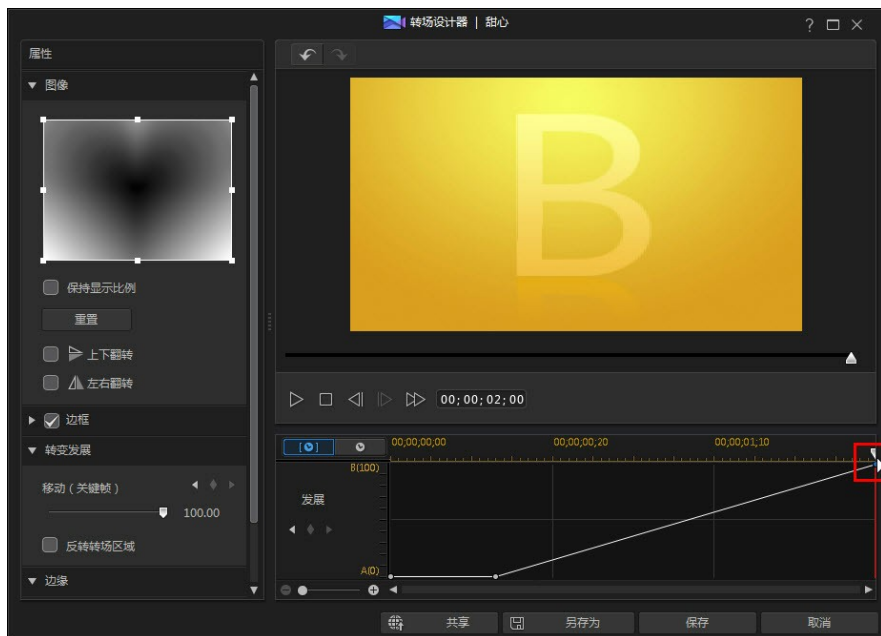 转场设计器 | 甜心
?
属性
图像
保持显示比例
重置
上下翻转
左右翻转
边框
转变发展
移动(关键帧)
100.00
反转转场区域
边缘
B
00;00;02;00
00;00;00;00 00;00;00;20 00;00;01;10
B(100)
发展
A(0)
共享 另存为 保存 取消